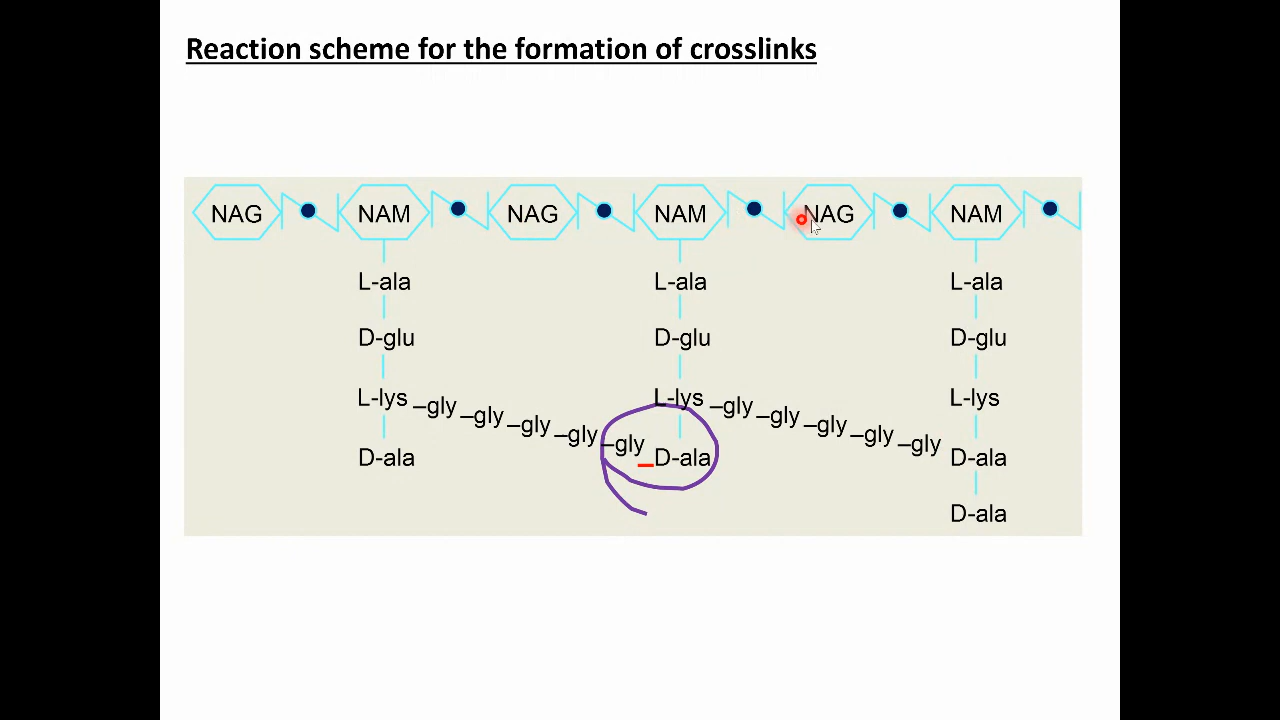 Reaction scheme for the formation of crosslinks
NAG NAM NAG NAM NAG NAM
L-ala L-ala L-ala
D-glu D-glu D-glu
L-lys –gly –gly –gly –gly –gly L-lys –gly –gly –gly –gly –gly L-lys
D-ala D-ala D-ala
D-ala